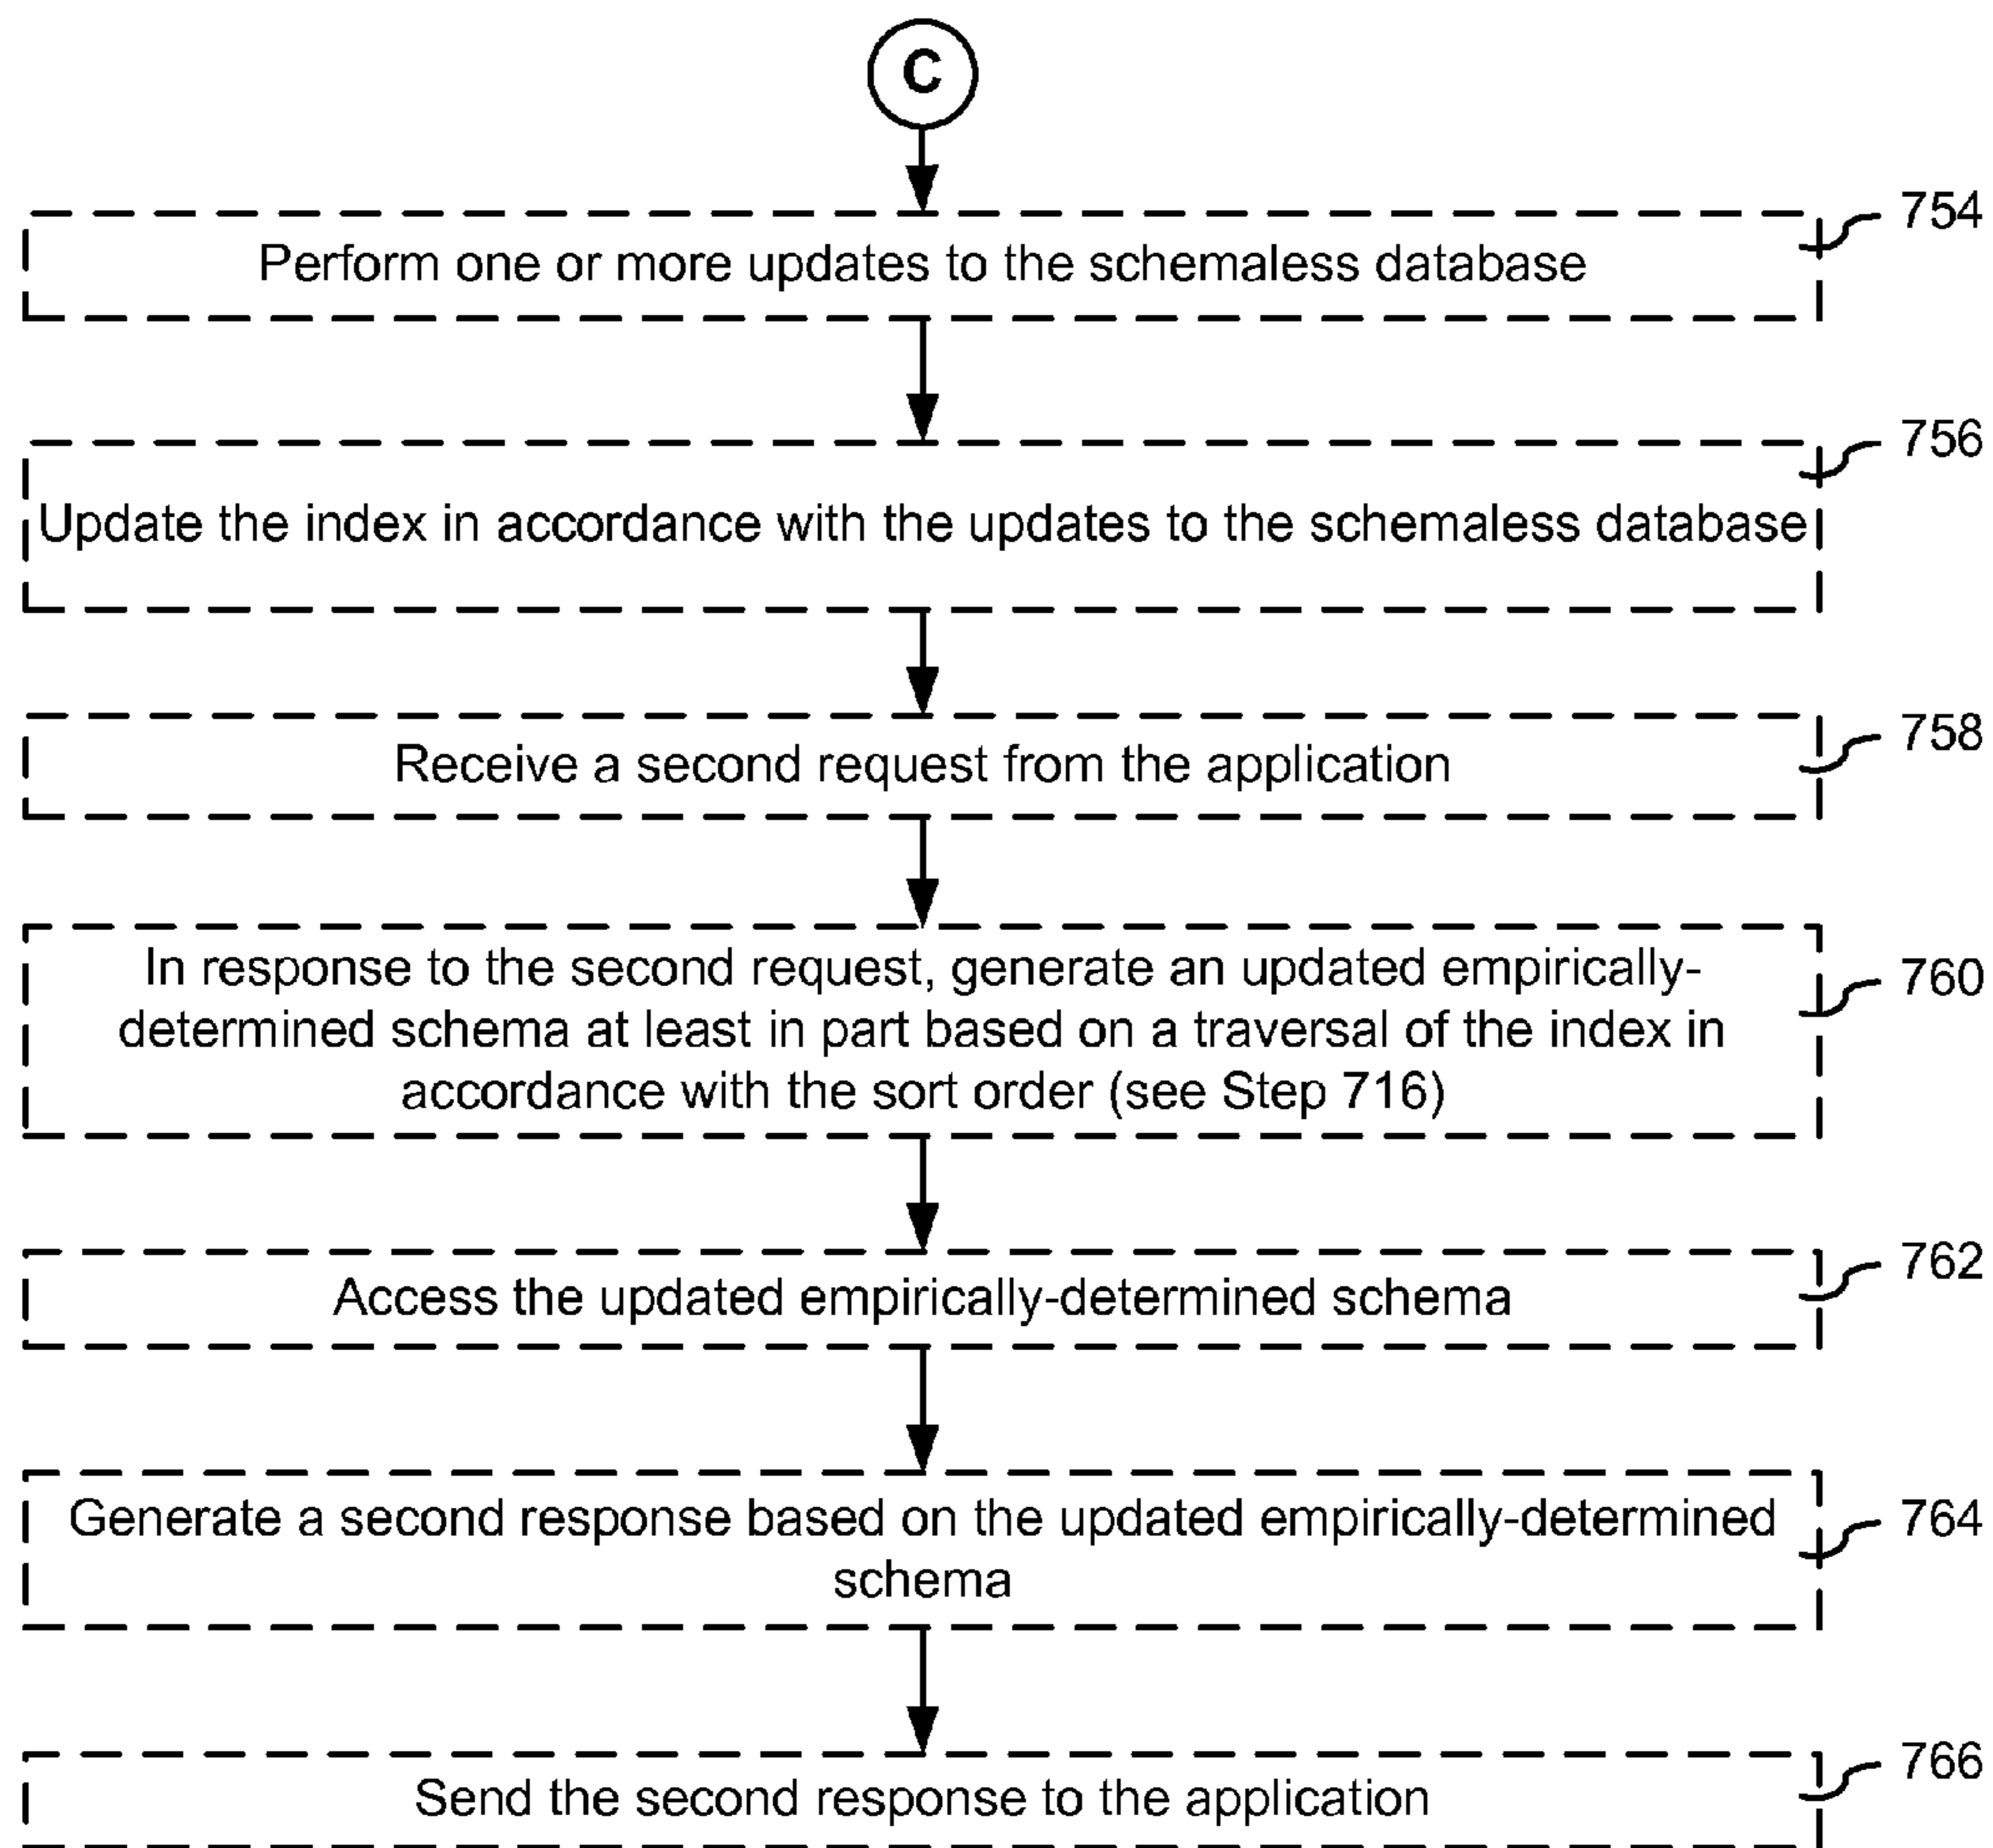 C
754
Perform one or more updates to the schemaless database
756
Update the index in accordance with the updates to the schemaless database
758
Receive a second request from the application
In response to the second request, generate an updated empirically-
760
determined schema at least in part based on a traversal of the index in
accordance with the sort order (see Step 716)
762
Access the updated empirically-determined schema
Generate a second response based on the updated empirically-determined
764
schema
766
Send the second response to the application